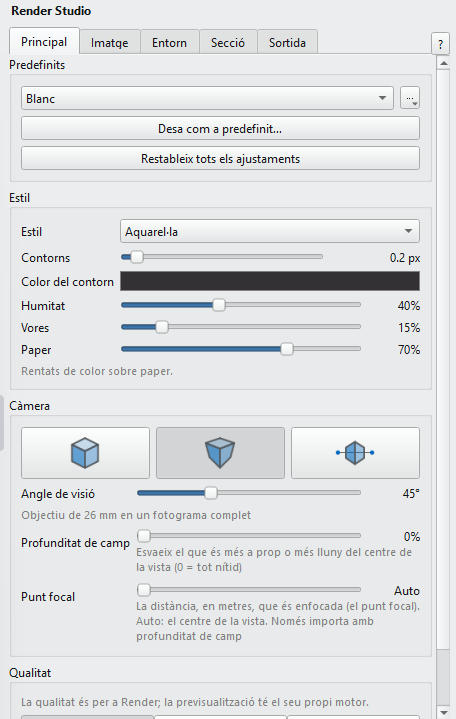 Render Studio
Principal
Imatge
Entorn
Secció
Sortida
?
Predefinits
Blanc
...
Desa com a predefinit...
Restableix tots els ajustaments
Estil
Estil
Aquarel·la
Contorns
0.2 px
Color del contorn
Humitat
40%
Vores
15%
Paper
70%
Rentats de color sobre paper.
Càmera
Angle de visió
45°
Objectiu de 26 mm en un fotograma complet
Profunditat de camp
0%
Esvaeix el que és més a prop o més lluny del centre de
la vista (0 = tot nítid)
Punt focal
Auto
La distància, en metres, que és enfocada (el punt focal).
Auto: el centre de la vista. Només importa amb
profunditat de camp
Qualitat
La qualitat és per a Render; la previsualització té el seu propi motor.